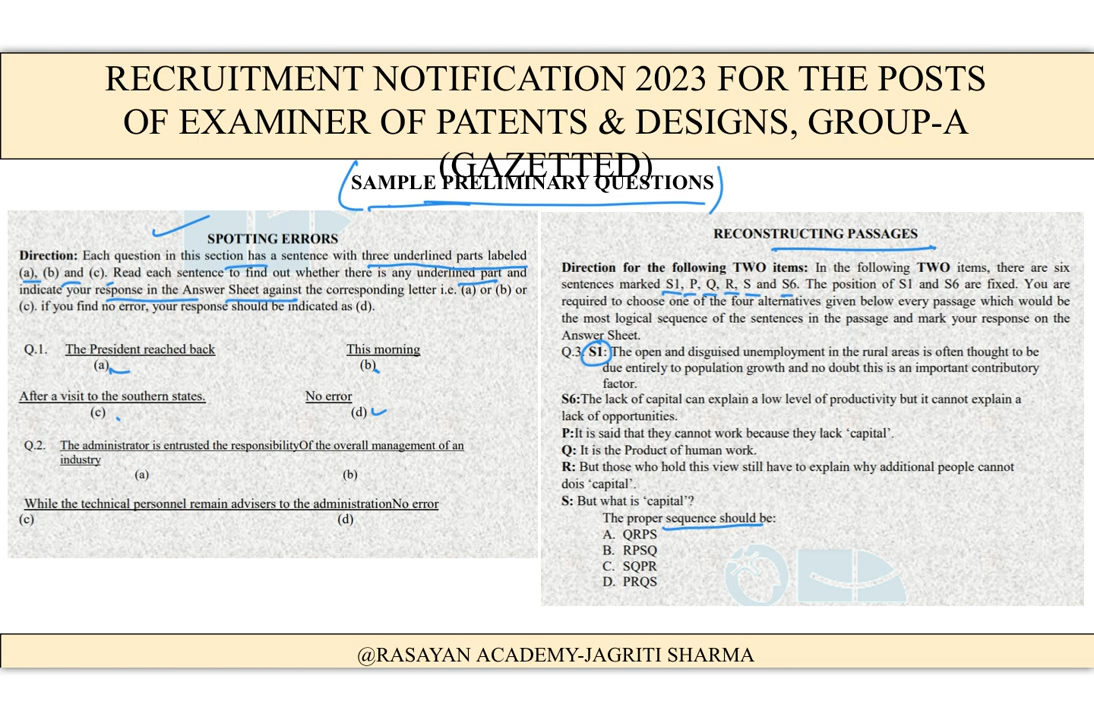 RECRUITMENT NOTIFICATION 2023 FOR THE POSTS
OF EXAMINER OF PATENTS & DESIGNS, GROUP-A
(GAZETTED)
SAMPLE PRELIMINARY QUESTIONS
SPOTTING ERRORS
Direction: Each question in this section has a sentence with three underlined parts labeled
(a), (b) and (c). Read each sentence to find out whether there is any underlined part and
indicate your response in the Answer Sheet against the corresponding letter i.e. (a) or (b) or
(c). if you find no error, your response should be indicated as (d).
Q.1. The President reached back This morning
(a) (b)
After a visit to the southern states. No error
(c) (d)
Q.2. The administrator is entrusted the responsibilityOf the overall management of an
industry
(a) (b)
While the technical personnel remain advisers to the administrationNo error
(c) (d)
RECONSTRUCTING PASSAGES
Direction for the following TWO items: In the following TWO items, there are six
sentences marked S1, P, Q, R, S and S6. The position of S1 and S6 are fixed. You are
required to choose one of the four alternatives given below every passage which would be
the most logical sequence of the sentences in the passage and mark your response on the
Answer Sheet.
Q.3. S1: The open and disguised unemployment in the rural areas is often thought to be
due entirely to population growth and no doubt this is an important contributory
factor.
S6:The lack of capital can explain a low level of productivity but it cannot explain a
lack of opportunities.
P:It is said that they cannot work because they lack ‘capital’.
Q: It is the Product of human work.
R: But those who hold this view still have to explain why additional people cannot
dois ‘capital’.
S: But what is ‘capital’?
The proper sequence should be:
A. QRPS
B. RPSQ
C. SQPR
D. PRQS
@RASAYAN ACADEMY-JAGRITI SHARMA